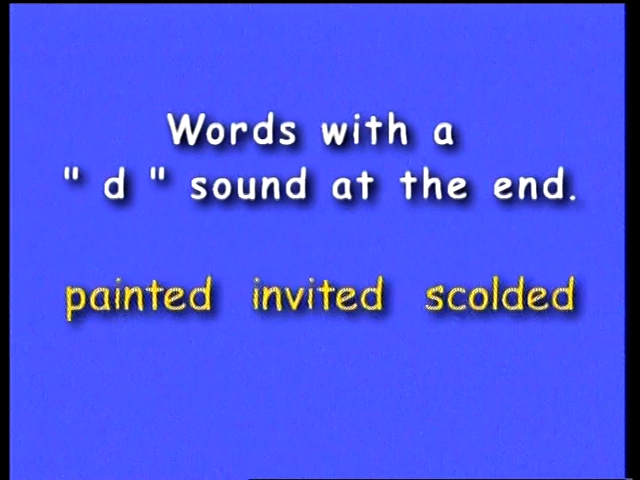 Words with a
" d " sound at the end.
painted invited scolded